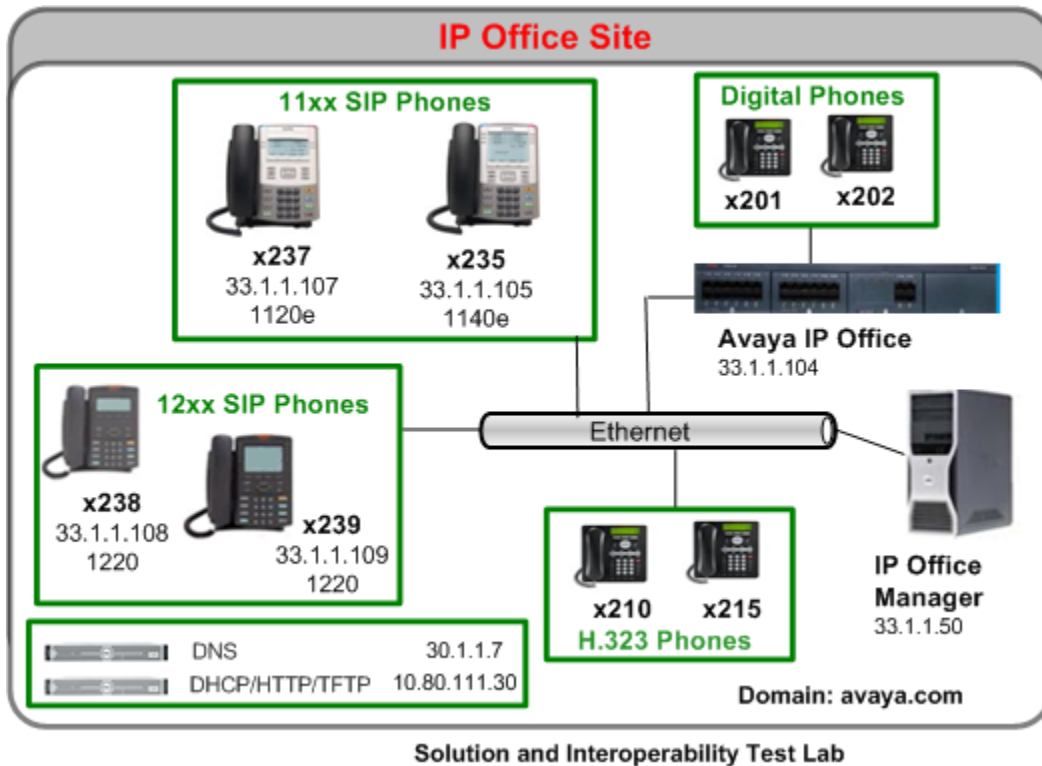 IP Office Site
11xx SIP Phones
x237
33.1.1.107
1120e
x235
33.1.1.105
1140e
Digital Phones
x201
x202
Avaya IP Office
33.1.1.104
12xx SIP Phones
x238
33.1.1.108
1220
x239
33.1.1.109
1220
Ethernet
x210
x215
H.323 Phones
IP Office
Manager
33.1.1.50
DNS 30.1.1.7
DHCP/HTTP/TFTP 10.80.111.30
Domain: avaya.com
Solution and Interoperability Test Lab